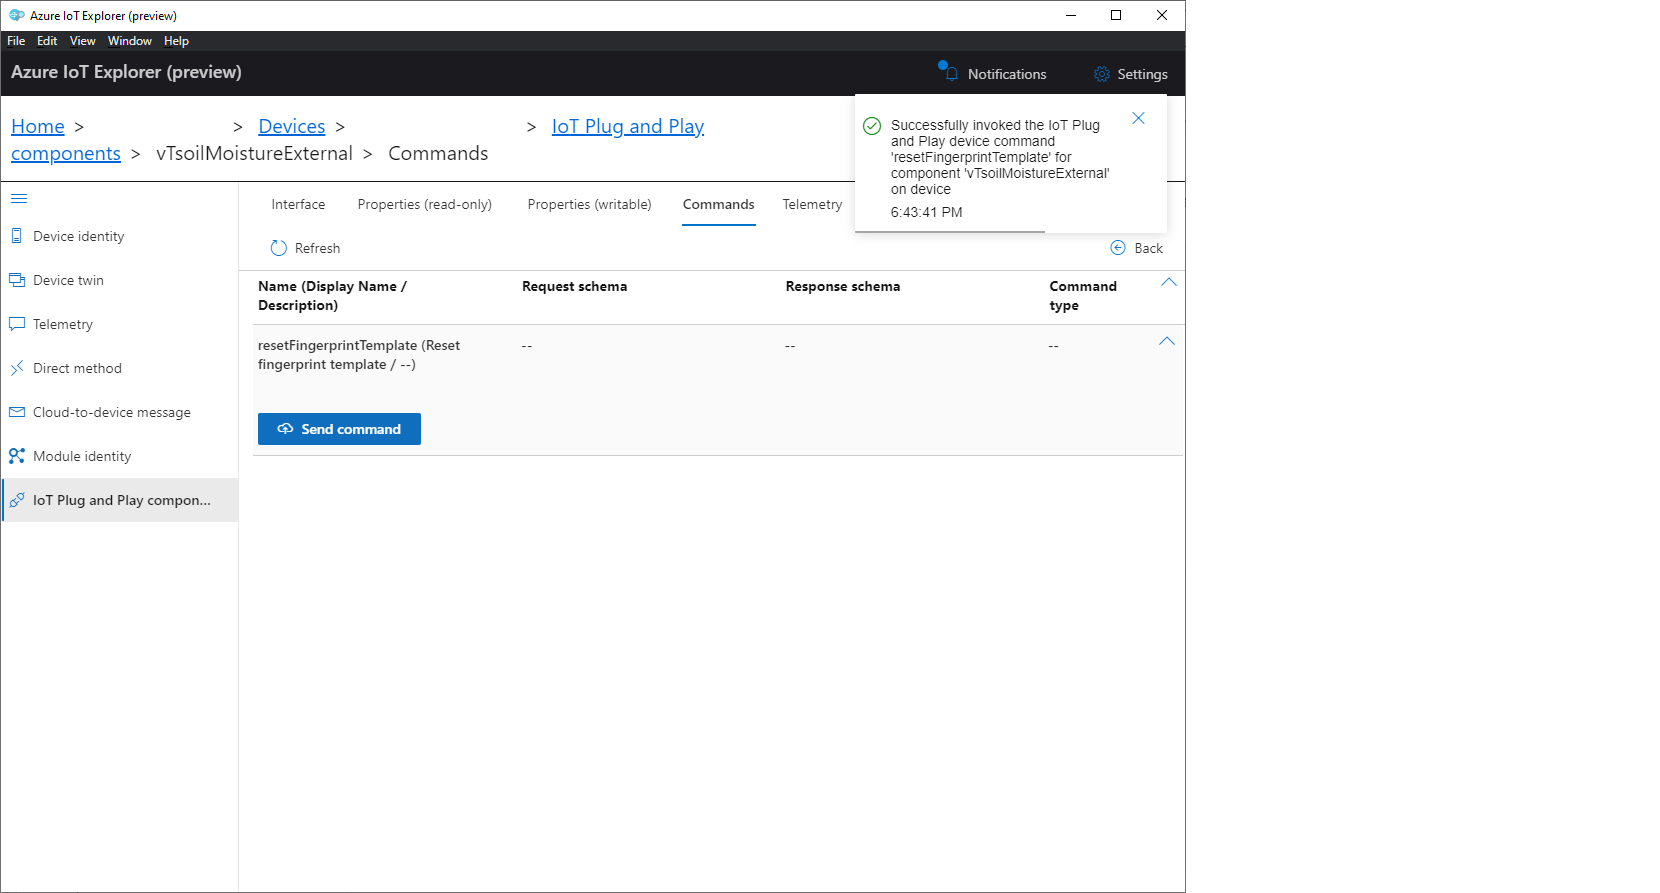 Azure IoT Explorer (preview)
File Edit View Window Help
Azure IoT Explorer (preview)
Notifications
Settings
Home > > Devices > > IoT Plug and Play
components > vTsoilMoistureExternal > Commands
Successfully invoked the IoT Plug
and Play device command
'resetFingerprintTemplate' for
component 'vTsoilMoistureExternal'
on device
6:43:41 PM
Device identity
Device twin
Telemetry
Direct method
Cloud-to-device message
Module identity
IoT Plug and Play compon...
Interface Properties (read-only) Properties (writable) Commands Telemetry
Refresh
Back
Name (Display Name /
Description)
Request schema
Response schema
Command
type
resetFingerprintTemplate (Reset
fingerprint template / --)
--
--
--
Send command